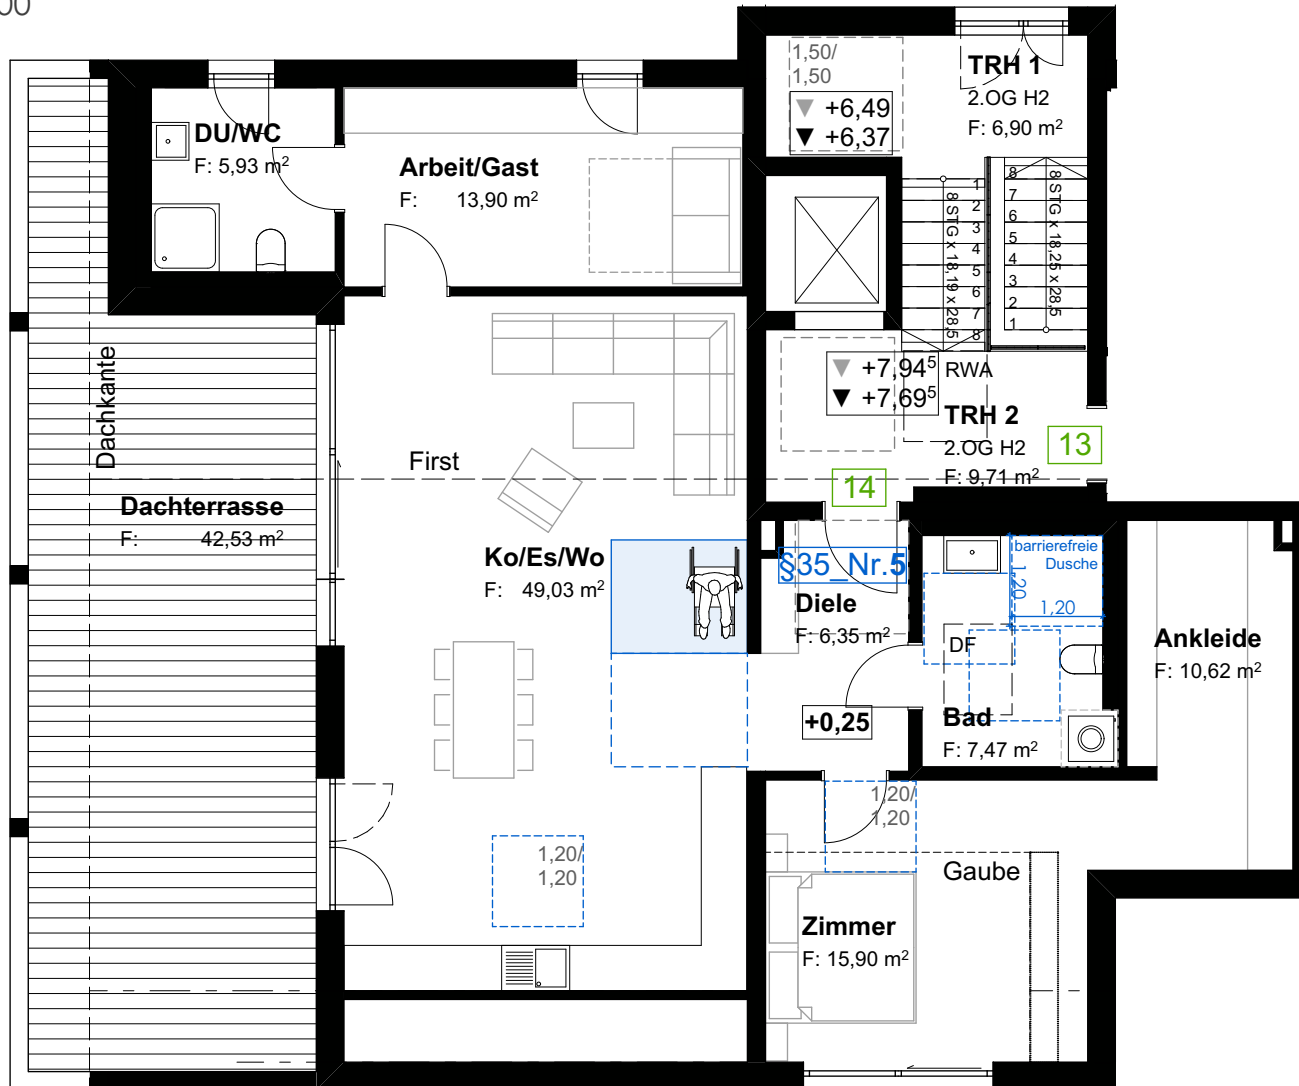 00
1,50/
1,50
TRH 1
2.OG H2
F: 6,90 m²
▼ +6,49
▼ +6,37
DU/WC
F: 5,93 m²
Arbeit/Gast
F: 13,90 m²
8 STG x 18,19 x 28,5
1
2
3
4
5
6
7
8
8 STG x 18,25 x 28,5
8
7
6
5
4
3
2
1
▼ +7,94⁵
▼ +7,69⁵
RWA
TRH 2
2.OG H2
F: 9,71 m²
13
14
Dachkante
First
Dachterrasse
F: 42,53 m²
Ko/Es/Wo
F: 49,03 m²
§35_Nr.5
Diele
F: 6,35 m²
barrierefreie
Dusche
1,20
1,20
DF
Ankleide
F: 10,62 m²
+0,25
Bad
F: 7,47 m²
1,20/
1,20
1,20/
1,20
Gaube
Zimmer
F: 15,90 m²